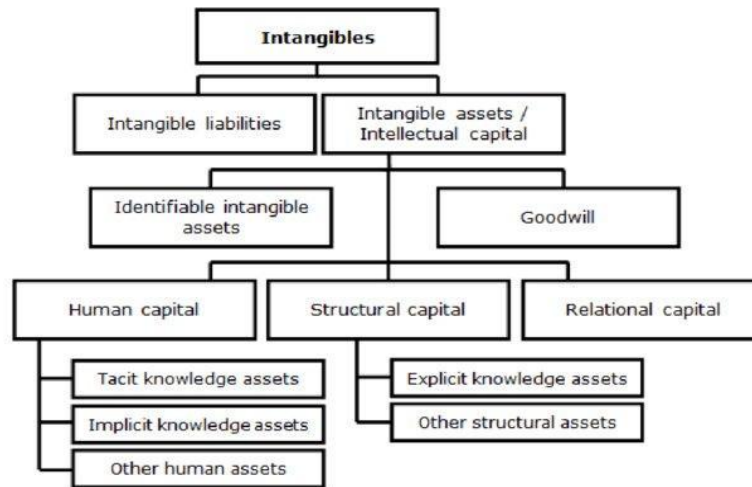 Intangibles
Intangible liabilities
Intangible assets /
Intellectual capital
Identifiable intangible
assets
Goodwill
Human capital
Structural capital
Relational capital
Tacit knowledge assets
Explicit knowledge assets
Implicit knowledge assets
Other structural assets
Other human assets